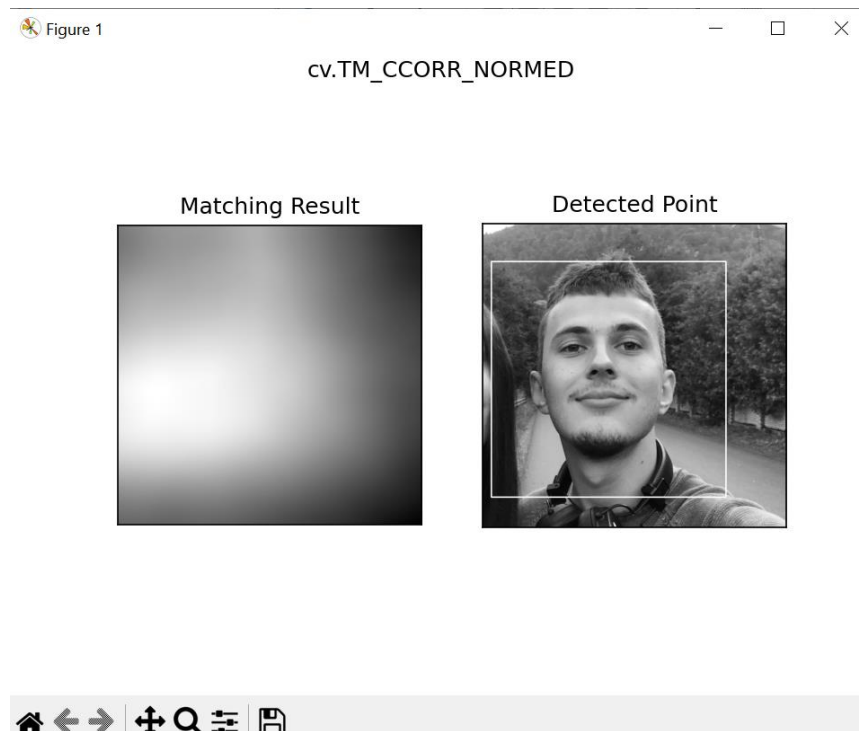 Figure 1
cv.TM_CCORR_NORMED
Matching Result
Detected Point